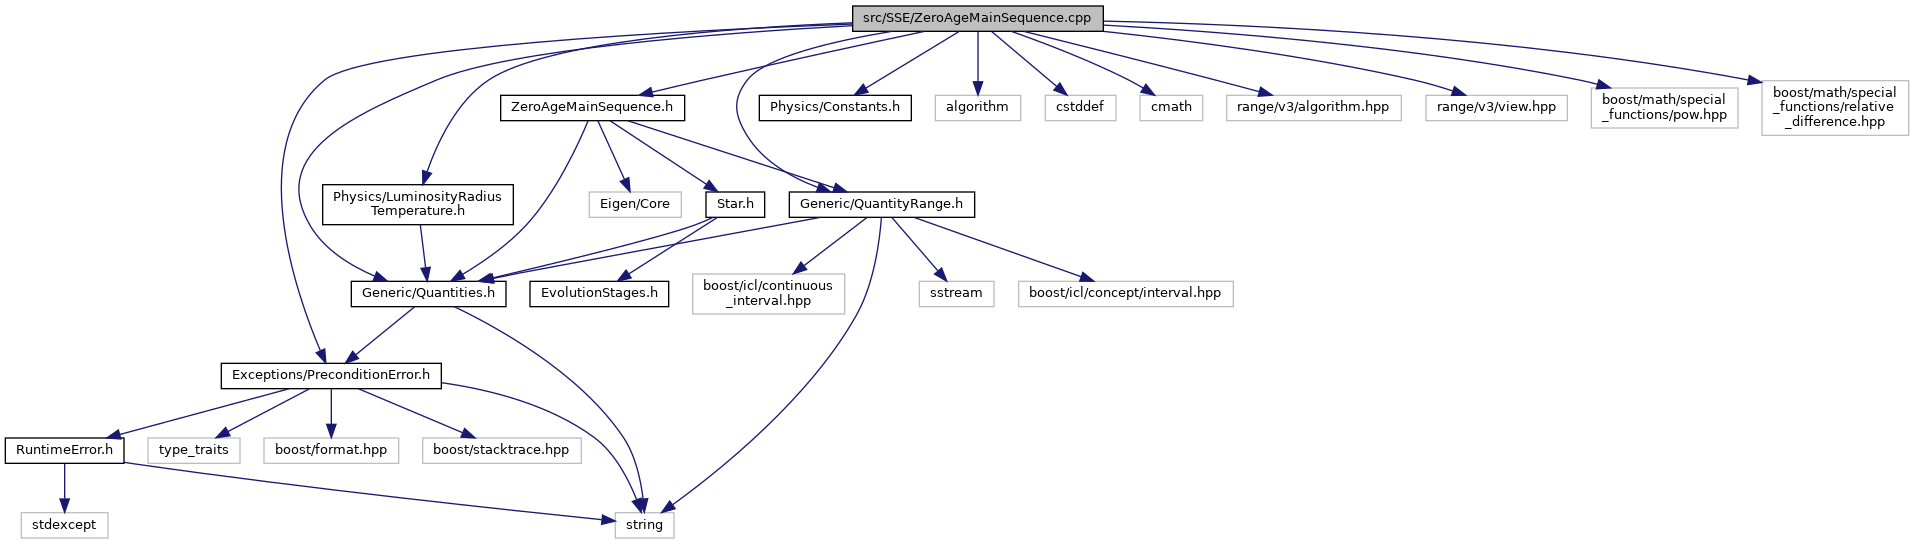 src/SSE/ZeroAgeMainSequence.cpp
ZeroAgeMainSequence.h
Physics/Constants.h
algorithm
cstddef
cmath
range/v3/algorithm.hpp
range/v3/view.hpp
boost/math/special
_functions/pow.hpp
boost/math/special
_functions/relative
_difference.hpp
Physics/LuminosityRadius
Temperature.h
Eigen/Core
Star.h
Generic/QuantityRange.h
Generic/Quantities.h
EvolutionStages.h
boost/icl/continuous
_interval.hpp
sstream
boost/icl/concept/interval.hpp
Exceptions/PreconditionError.h
RuntimeError.h
type_traits
boost/format.hpp
boost/stacktrace.hpp
stdexcept
string